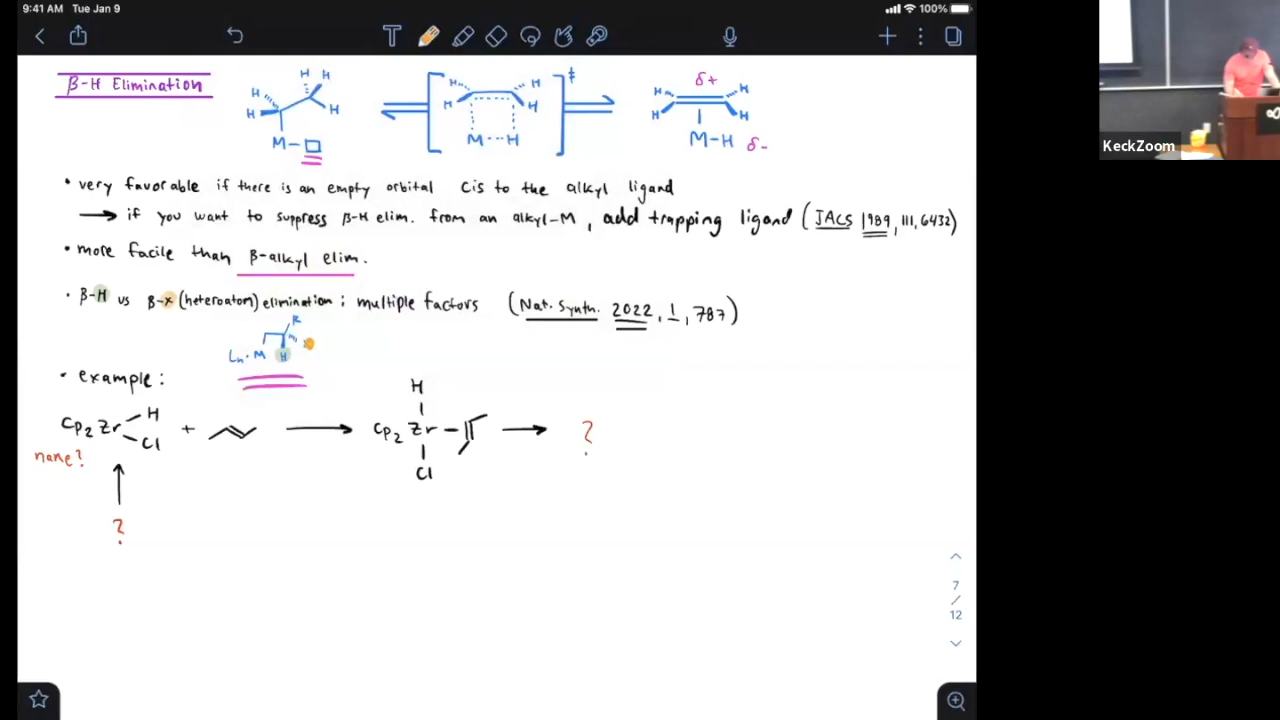 9:41 AM Tue Jan 9
100%
β-H Elimination
H H
H
H
H
M
‡
H H
H H
M H
δ+
H H
H H
M-H δ-
KeckZoom
• very favorable if there is an empty orbital cis to the alkyl ligand
→ if you want to suppress β-H elim. from an alkyl-M, add trapping ligand (JACS 1989, 111, 6432)
• more facile than β-alkyl elim.
• β-H vs β-X (heteroatom) elimination: multiple factors (Nat. Synth. 2022, 1, 787)
R
Ln·M H
• example:
H
Cp2Zr H Cl + → Cp2 Zr → ?
Cl
name?
?
7
/
12